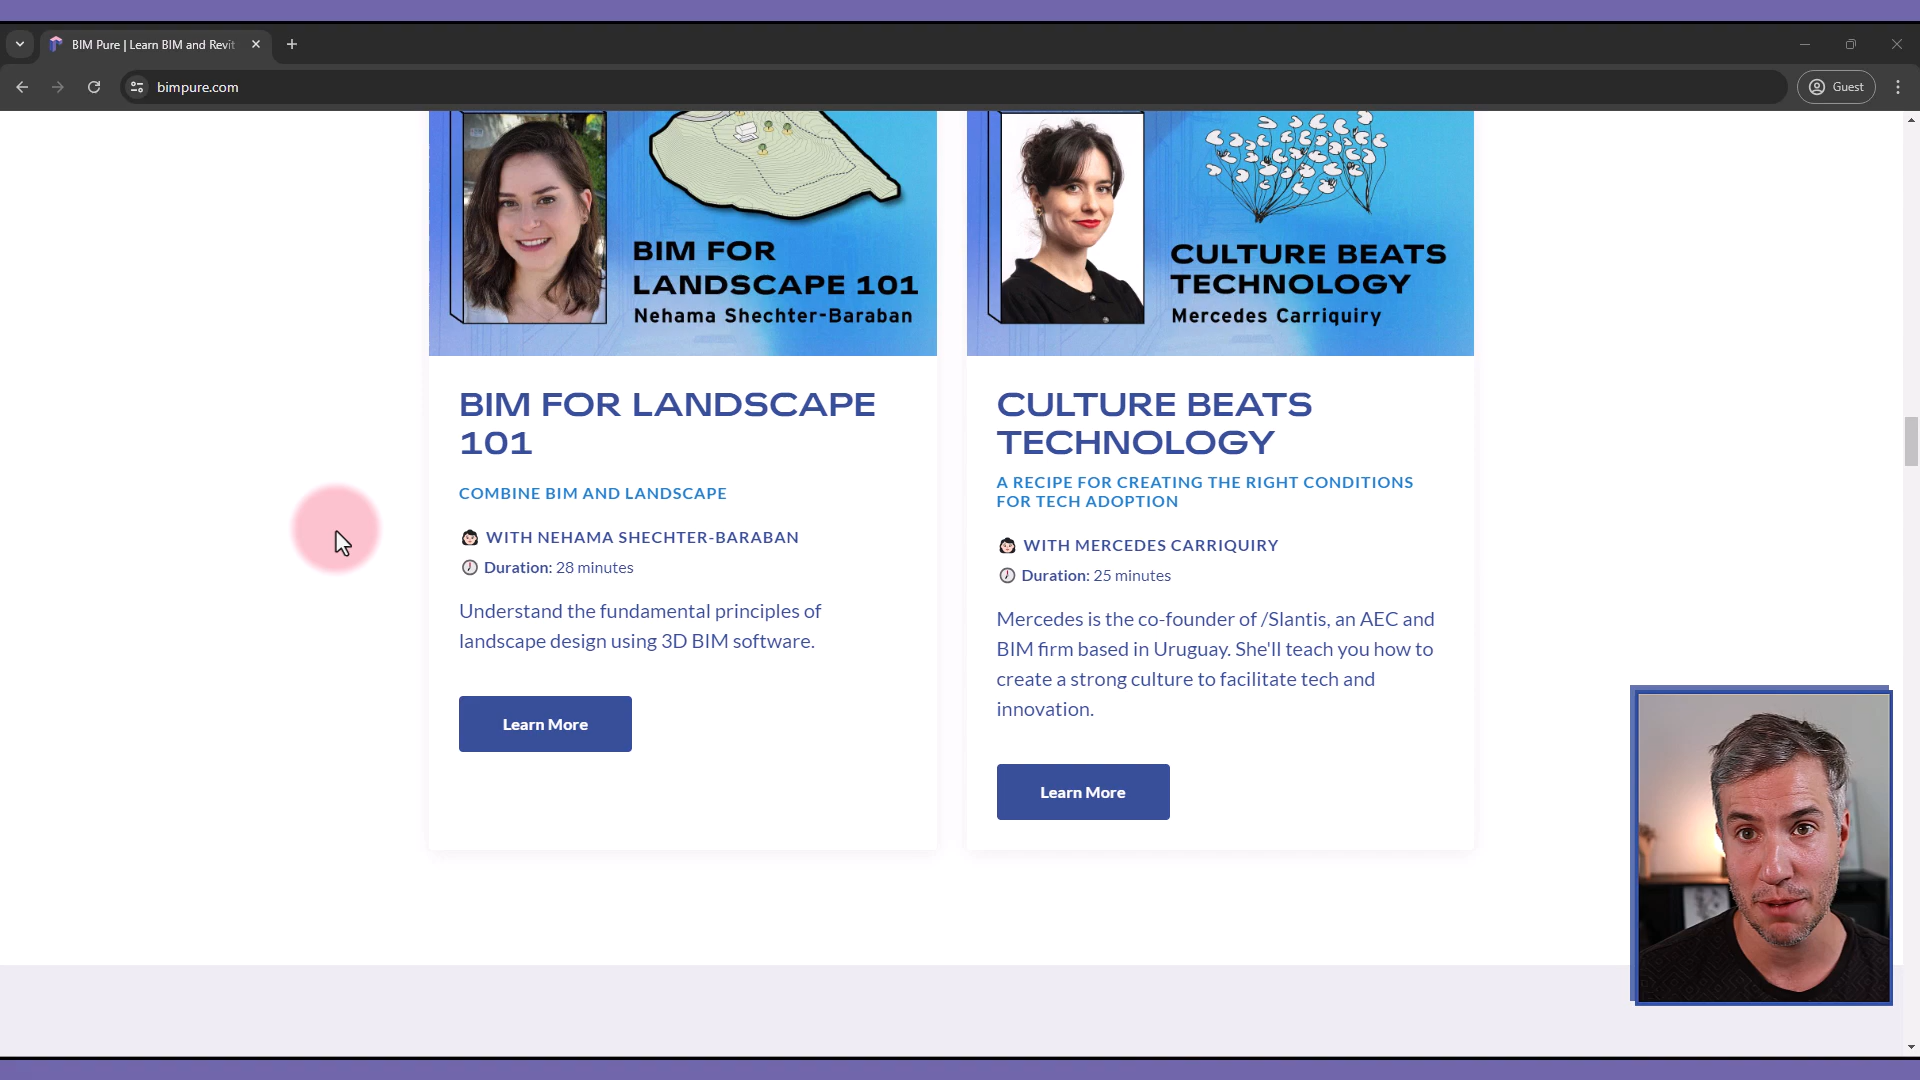 BIM Pure | Learn BIM and Revit
bimpure.com
Guest
BIM FOR
LANDSCAPE 101
Nehama Shechter-Baraban
CULTURE BEATS
TECHNOLOGY
Mercedes Carriquiry
BIM FOR LANDSCAPE
101
COMBINE BIM AND LANDSCAPE
WITH NEHAMA SHECHTER-BARABAN
Duration: 28 minutes
Understand the fundamental principles of
landscape design using 3D BIM software.
Learn More
CULTURE BEATS
TECHNOLOGY
A RECIPE FOR CREATING THE RIGHT CONDITIONS
FOR TECH ADOPTION
WITH MERCEDES CARRIQUIRY
Duration: 25 minutes
Mercedes is the co-founder of /Slantis, an AEC and
BIM firm based in Uruguay. She'll teach you how to
create a strong culture to facilitate tech and
innovation.
Learn More